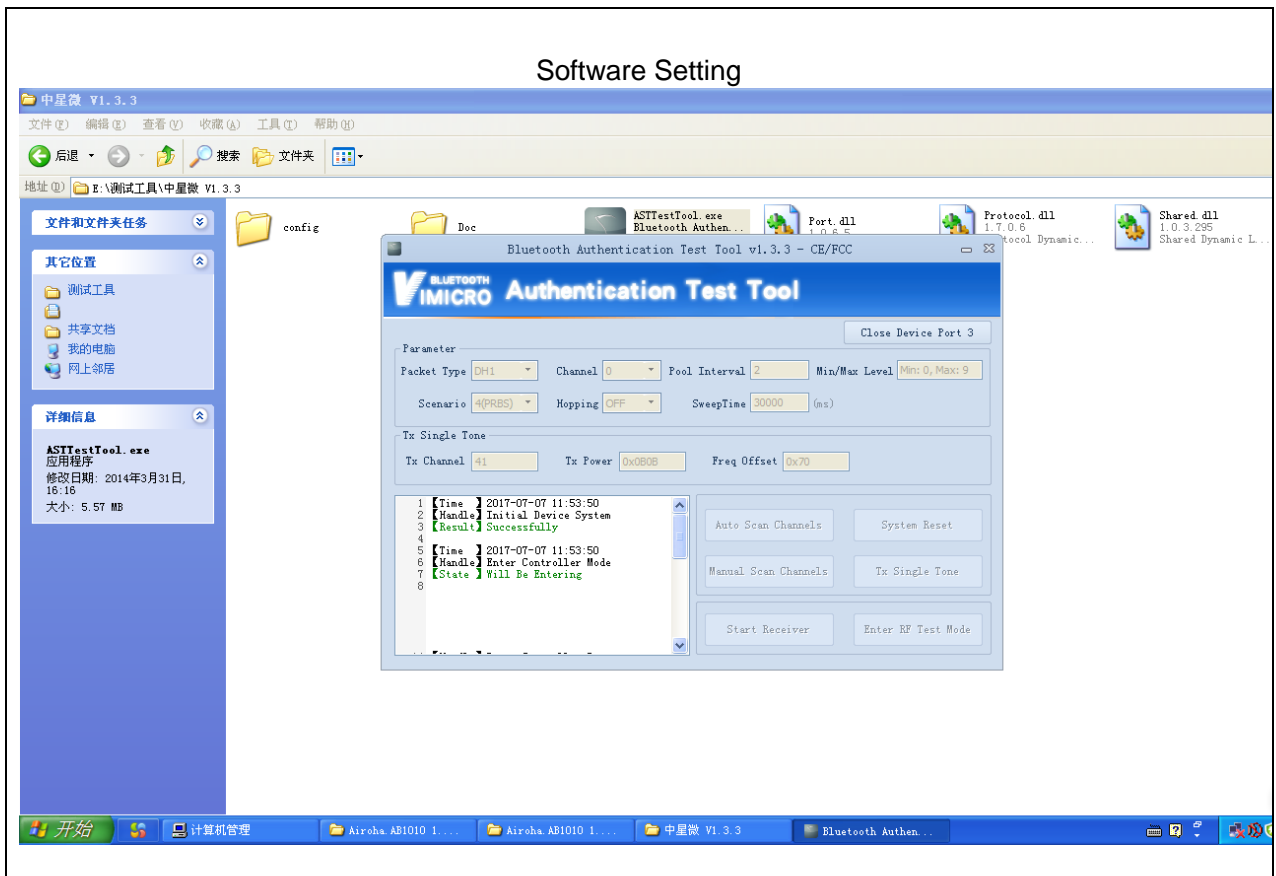 Software Setting
中星微 V1.3.3
文件(F) 编辑(E) 查看(V) 收藏(A) 工具(T) 帮助(H)
后退 搜索 文件夹
地址(D) E:\测试工具\中星微 V1.3.3
文件和文件夹任务
其它位置
测试工具
共享文档
我的电脑
网上邻居
详细信息
ASTTestTool.exe
应用程序
修改日期: 2014年3月31日,
16:16
大小: 5.57 MB
config
Doc
ASTTestTool.exe
Bluetooth Authen...
Port.dll
1.0.6.5
Protocol.dll
1.7.0.6
Dynamic...
Shared.dll
1.0.3.295
Shared Dynamic L...
Bluetooth Authentication Test Tool v1.3.3 - CE/FCC
BLUETOOTH
VIMICRO Authentication Test Tool
Close Device Port 3
Parameter
Packet Type DH1 Channel 0 Pool Interval 2 Min/Max Level Min: 0, Max: 9
Scenario 4(PRBS) Hopping OFF SweepTime 30000 (ms)
Tx Single Tone
Tx Channel 41 Tx Power 0x0B0B Freq Offset 0x70
1 【Time 】2017-07-07 11:53:50
2 【Handle】Initial Device System
3 【Result】Successfully
4
5 【Time 】2017-07-07 11:53:50
6 【Handle】Enter Controller Mode
7 【State 】Will Be Entering
8
Auto Scan Channels System Reset
Manual Scan Channels Tx Single Tone
Start Receiver Enter RF Test Mode
开始 计算机管理 Airoha.AB1010 1.... Airoha.AB1010 1.... 中星微 V1.3.3 Bluetooth Authen...